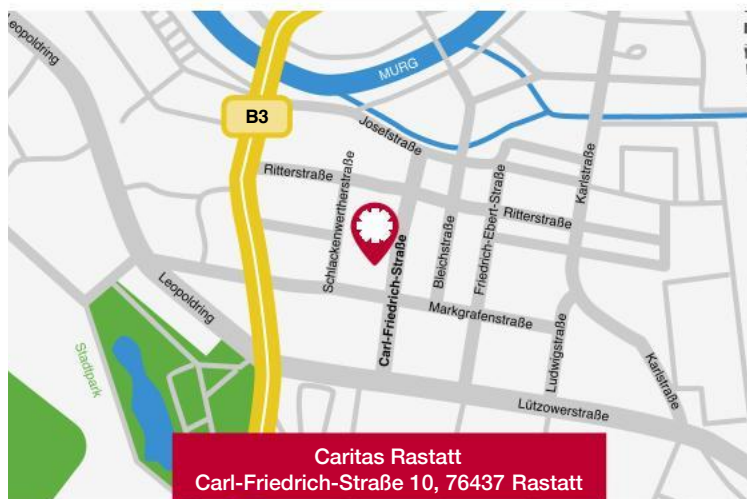 Leopoldring
MURG
B3
Josefstraße
Karlstraße
Ritterstraße
Schlackenwertherstraße
Friedrich-Ebert-Straße
Ritterstraße
Carl-Friedrich-Straße
Bleichstraße
Leopoldring
Markgrafenstraße
Stadtpark
Ludwigstraße
Karlstraße
Lützowerstraße
Caritas Rastatt
Carl-Friedrich-Straße 10, 76437 Rastatt